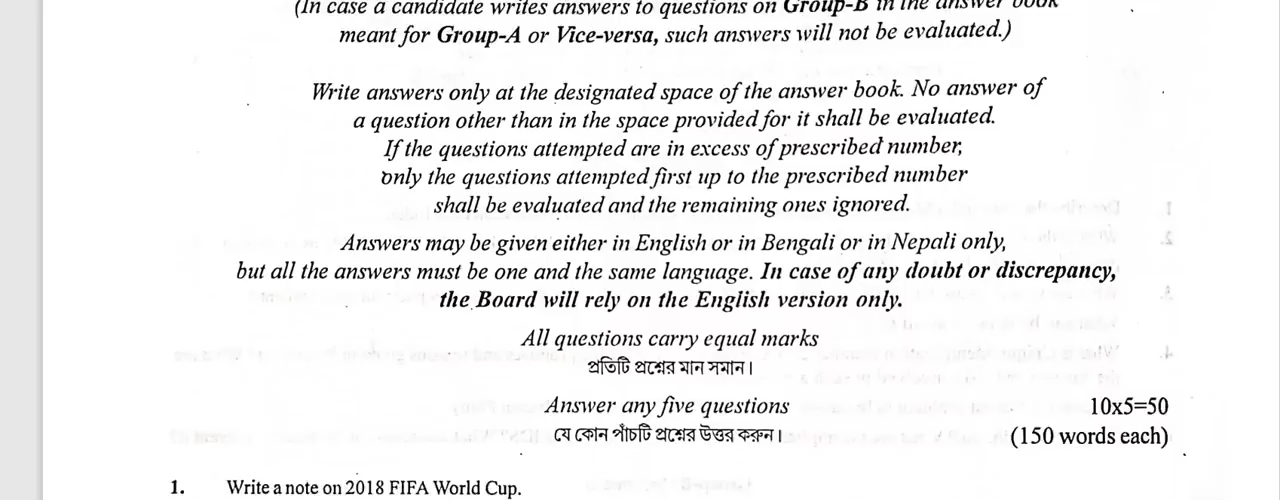 (In case a candidate writes answers to questions on Group-B in the answer book
meant for Group-A or Vice-versa, such answers will not be evaluated.)
Write answers only at the designated space of the answer book. No answer of
a question other than in the space provided for it shall be evaluated.
If the questions attempted are in excess of prescribed number,
only the questions attempted first up to the prescribed number
shall be evaluated and the remaining ones ignored.
Answers may be given either in English or in Bengali or in Nepali only,
but all the answers must be one and the same language. In case of any doubt or discrepancy,
the Board will rely on the English version only.
All questions carry equal marks
প্রতিটি প্রশ্নের মান সমান।
Answer any five questions 10x5=50
যে কোন পাঁচটি প্রশ্নের উত্তর করুন। (150 words each)
1. Write a note on 2018 FIFA World Cup.